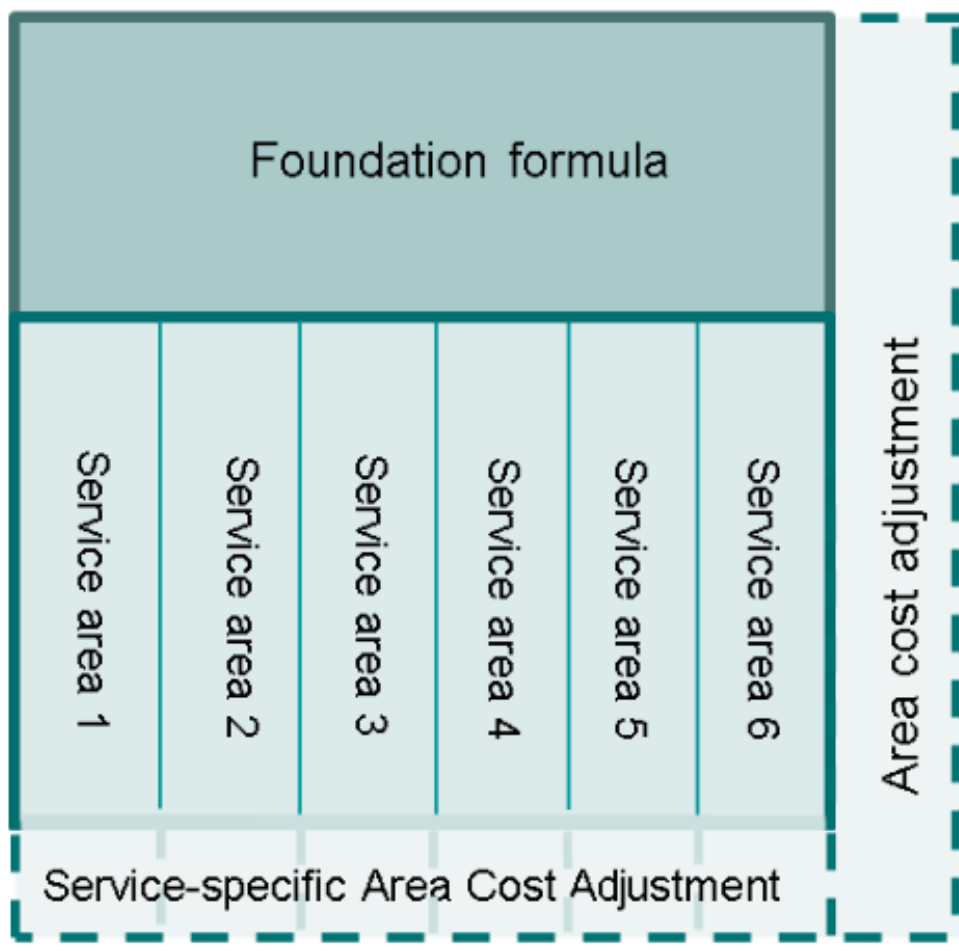 Foundation formula
Service area 1
Service area 2
Service area 3
Service area 4
Service area 5
Service area 6
Area cost adjustment
Service-specific Area Cost Adjustment